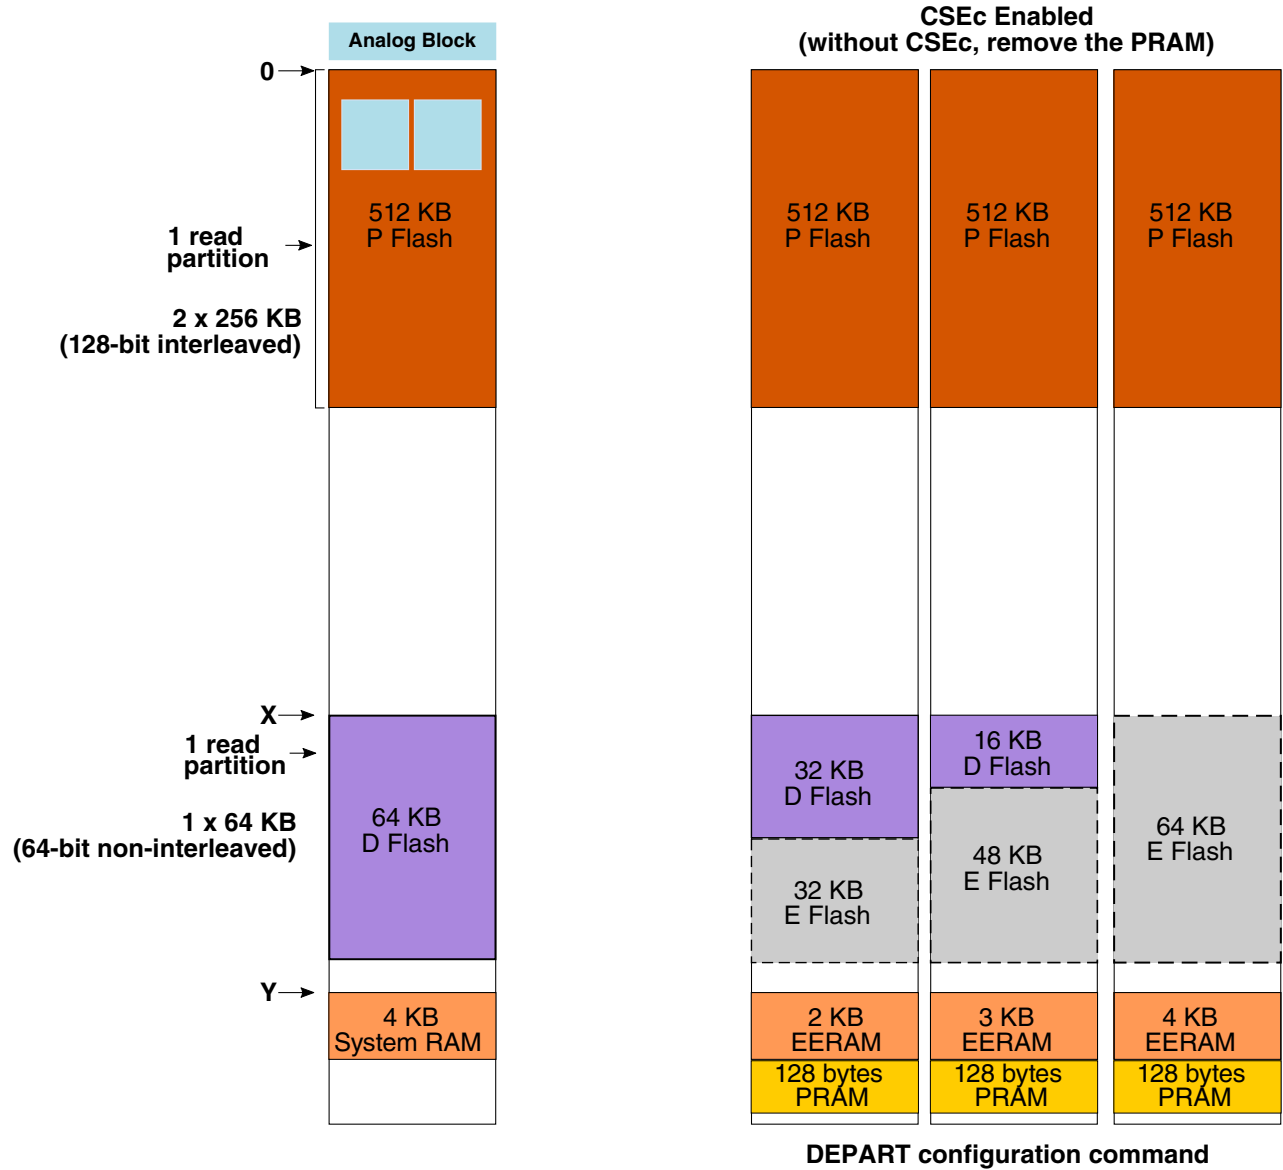 CSEc Enabled
(without CSEc, remove the PRAM)
Analog Block
0
512 KB
P Flash
1 read
partition
2 x 256 KB
(128-bit interleaved)
512 KB
P Flash
512 KB
P Flash
512 KB
P Flash
X
1 read
partition
1 x 64 KB
(64-bit non-interleaved)
64 KB
D Flash
32 KB
D Flash
32 KB
E Flash
16 KB
D Flash
48 KB
E Flash
64 KB
E Flash
Y
4 KB
System RAM
2 KB
EERAM
128 bytes
PRAM
3 KB
EERAM
128 bytes
PRAM
4 KB
EERAM
128 bytes
PRAM
DEPART configuration command